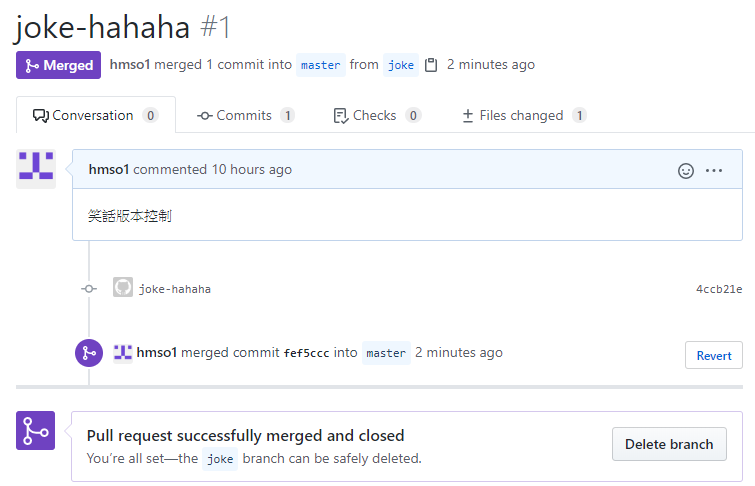 joke-hahaha #1
Merged hmso1 merged 1 commit into master from joke 2 minutes ago
Conversation 0 Commits 1 Checks 0 Files changed 1
hmso1 commented 10 hours ago
笑話版本控制
joke-hahaha 4ccb21e
hmso1 merged commit fef5ccc into master 2 minutes ago Revert
Pull request successfully merged and closed
You’re all set—the joke branch can be safely deleted.
Delete branch